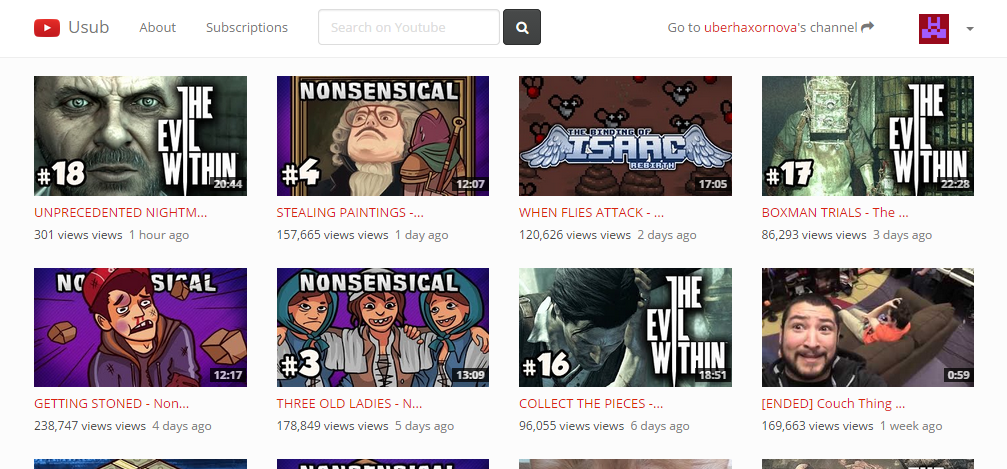 Usub About Subscriptions Search on Youtube Go to uberhaxornova's channel
#18 THE EVIL WITHIN 20:44
NONSENSICAL #4 12:07
THE BINDING OF ISAAC REBIRTH 17:05
#17 THE EVIL WITHIN 22:28
UNPRECEDENTED NIGHTM... STEALING PAINTINGS -... WHEN FLIES ATTACK - ... BOXMAN TRIALS - The ...
301 views views 1 hour ago 157,665 views views 1 day ago 120,626 views views 2 days ago 86,293 views views 3 days ago
NONSENSICAL 12:17
NONSENSICAL #3 13:09
#16 THE EVIL WITHIN 18:51
0:59
GETTING STONED - Non... THREE OLD LADIES - N... COLLECT THE PIECES -... [ENDED] Couch Thing ...
238,747 views views 4 days ago 178,849 views views 5 days ago 96,055 views views 6 days ago 169,663 views views 1 week ago